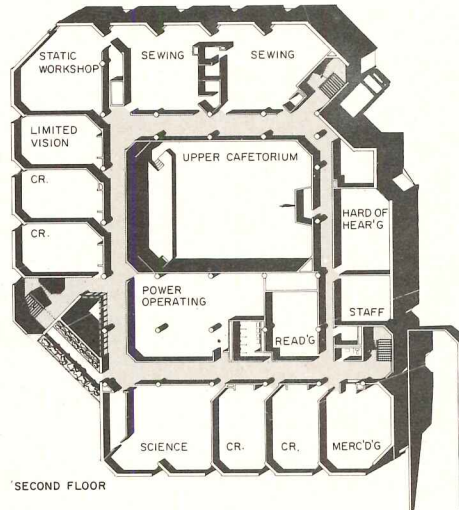 STATIC
WORKSHOP
SEWING
SEWING
LIMITED
VISION
UPPER CAFETORIUM
CR.
HARD OF
HEAR'G
CR.
POWER
OPERATING
STAFF
READ'G
SCIENCE
CR.
CR.
MERC'D'G
SECOND FLOOR